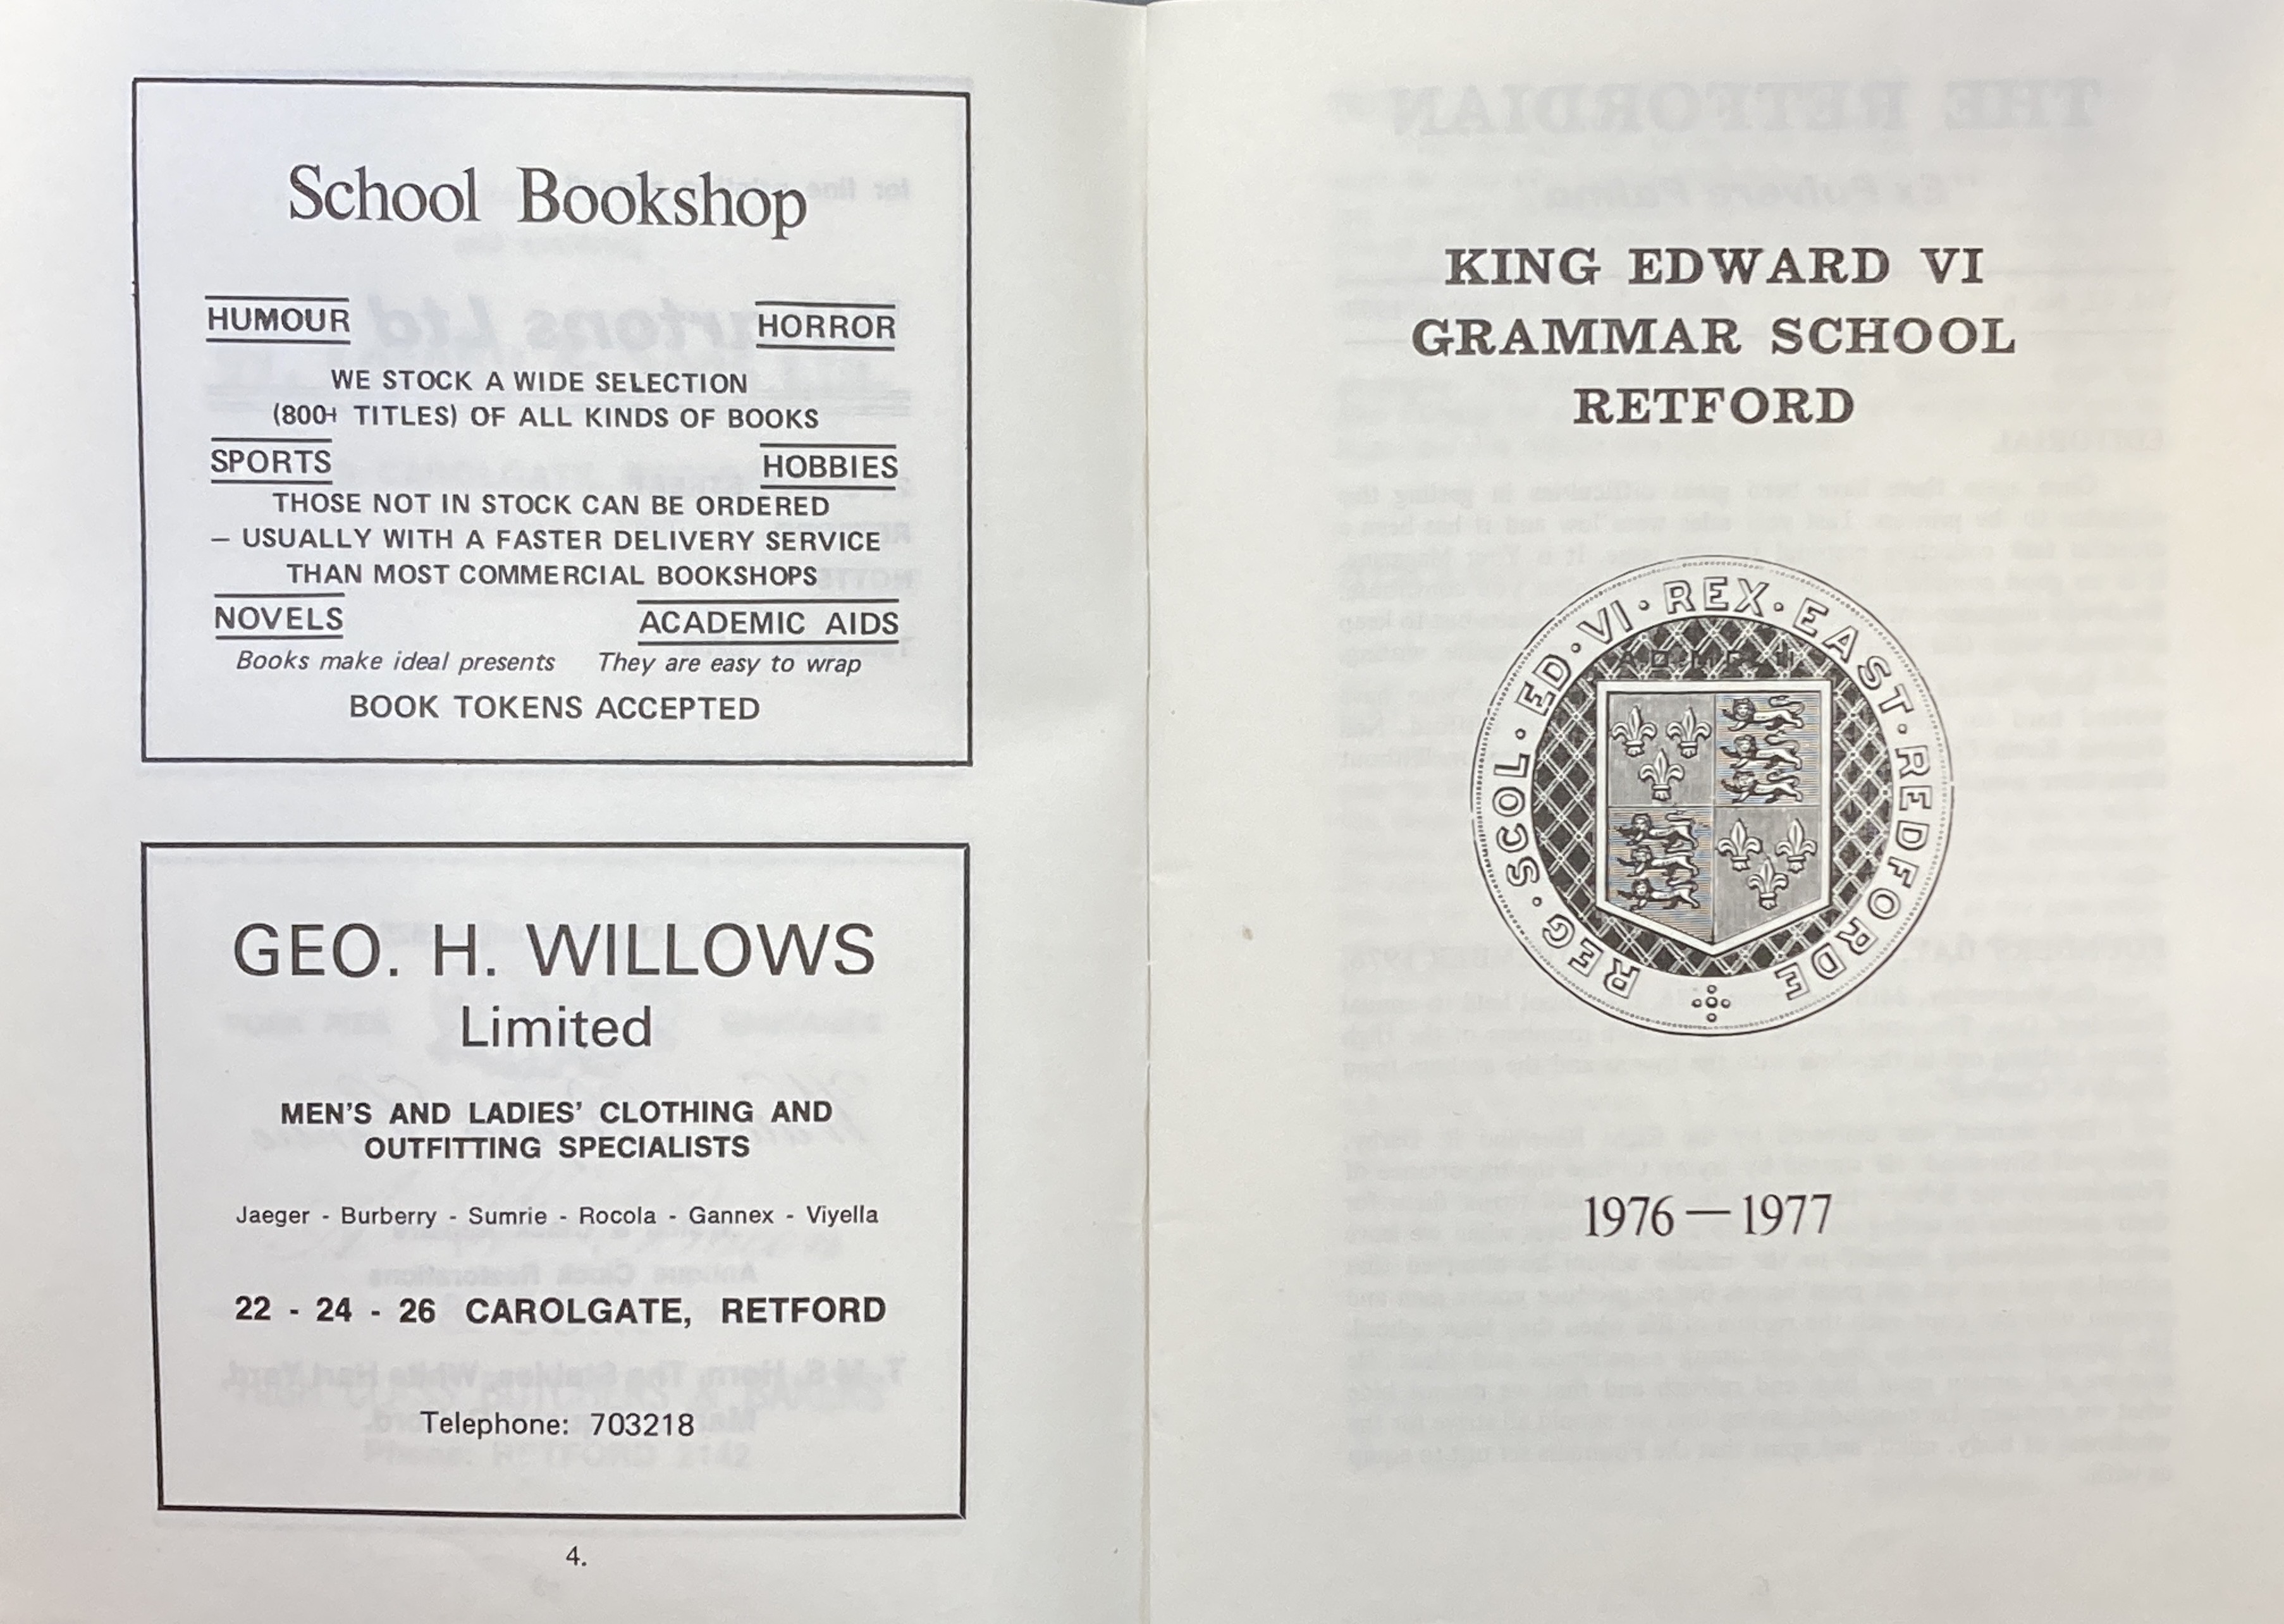 School Bookshop
HUMOUR HORROR
WE STOCK A WIDE SELECTION
(800+ TITLES) OF ALL KINDS OF BOOKS
SPORTS HOBBIES
THOSE NOT IN STOCK CAN BE ORDERED
– USUALLY WITH A FASTER DELIVERY SERVICE
THAN MOST COMMERCIAL BOOKSHOPS
NOVELS ACADEMIC AIDS
Books make ideal presents They are easy to wrap
BOOK TOKENS ACCEPTED
GEO. H. WILLOWS
Limited
MEN'S AND LADIES' CLOTHING AND
OUTFITTING SPECIALISTS
Jaeger - Burberry - Sumrie - Rocola - Gannex - Viyella
22 - 24 - 26 CAROLGATE, RETFORD
Telephone: 703218
4.
KING EDWARD VI
GRAMMAR SCHOOL
RETFORD
REG · SCOL · ED · VI · REX · EAST · REDFORDE
1976 — 1977